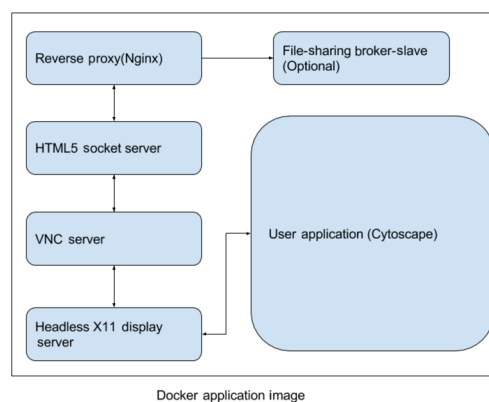 Reverse proxy(Nginx)
File-sharing broker-slave
(Optional)
HTML5 socket server
VNC server
User application (Cytoscape)
Headless X11 display
server
Docker application image